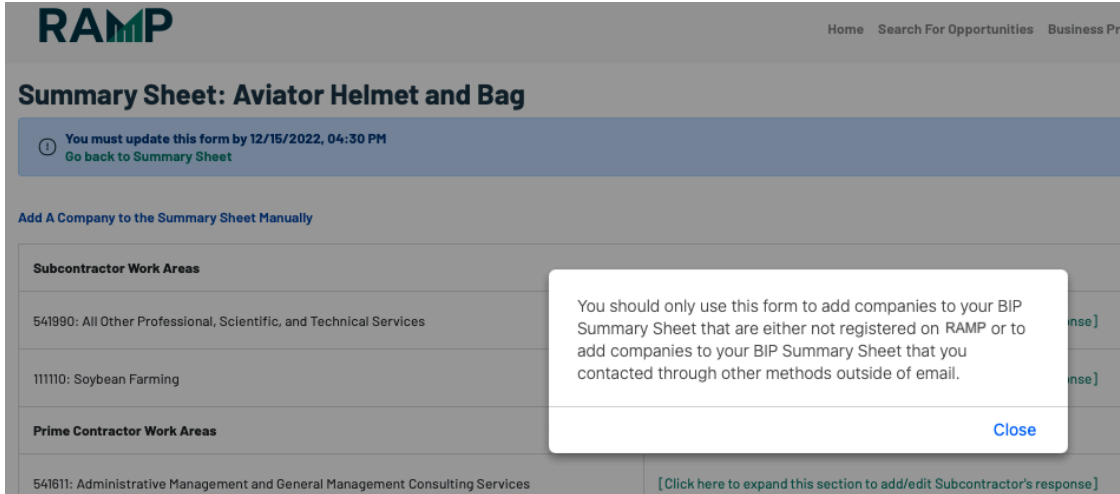 RAMP
Home Search For Opportunities Business Pr
Summary Sheet: Aviator Helmet and Bag
You must update this form by 12/15/2022, 04:30 PM
Go back to Summary Sheet
Add A Company to the Summary Sheet Manually
Subcontractor Work Areas
541990: All Other Professional, Scientific, and Technical Services
nse]
111110: Soybean Farming
onse]
Prime Contractor Work Areas
541611: Administrative Management and General Management Consulting Services
[Click here to expand this section to add/edit Subcontractor's response]
You should only use this form to add companies to your BIP
Summary Sheet that are either not registered on RAMP or to
add companies to your BIP Summary Sheet that you
contacted through other methods outside of email.
Close